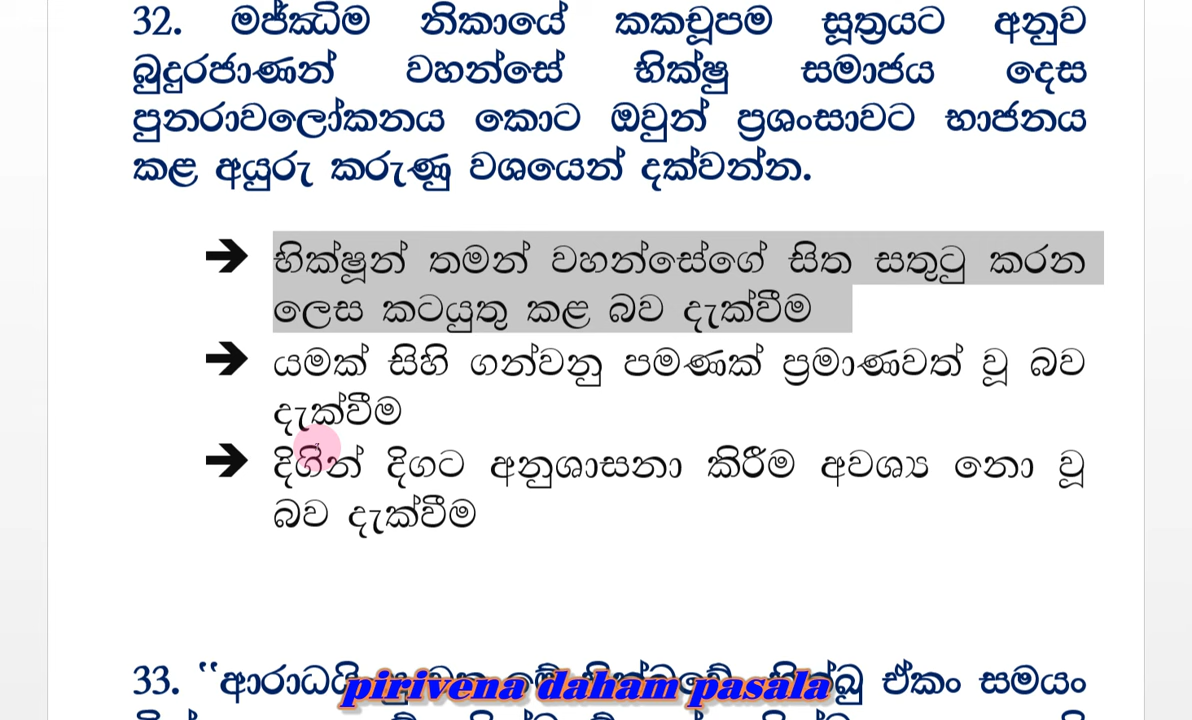 32. මජ්ඣිම නිකායේ කකචූපම සූත්‍රයට අනුව
බුදුරජාණන් වහන්සේ භික්ෂු සමාජය දෙස
පුනරාවලෝකනය කොට ඔවුන් ප්‍රශංසාවට භාජනය
කළ අයුරු කරුණු වශයෙන් දක්වන්න.
➔ භික්ෂූන් තමන් වහන්සේගේ සිත සතුටු කරන
ලෙස කටයුතු කළ බව දැක්වීම
➔ යමක් සිහි ගන්වනු පමණක් ප්‍රමාණවත් වූ බව
දැක්වීම
➔ දිගින් දිගට අනුශාසනා කිරීම අවශ්‍ය නො වූ
බව දැක්වීම
33. “ආරාධයිංසු ඒකං සමයං
pirivena daham pasala